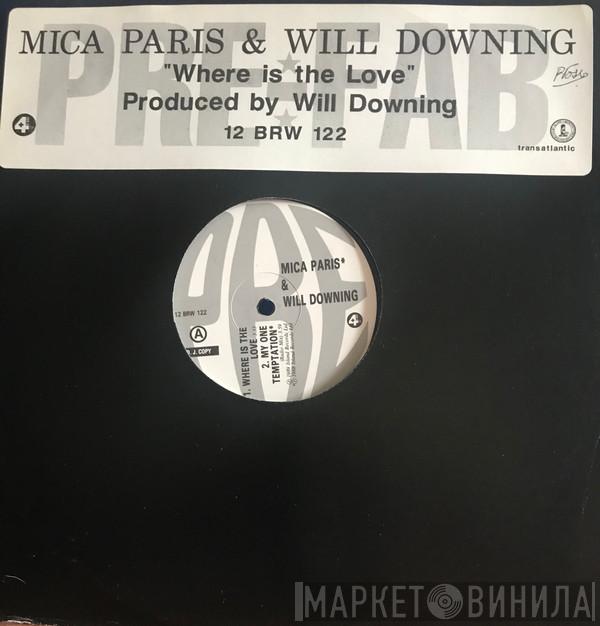 MICA PARIS & WILL DOWNING
PRE★FAB
"Where is the Love"
Produced by Will Downing
12 BRW 122
4
transatlantic
MICA PARIS*
&
WILL DOWNING
12 BRW 122
A
D.J. COPY
4
1. WHERE IS THE
LOVE
2. MY ONE
TEMPTATION*
МАРКЕТ ВИНИЛА